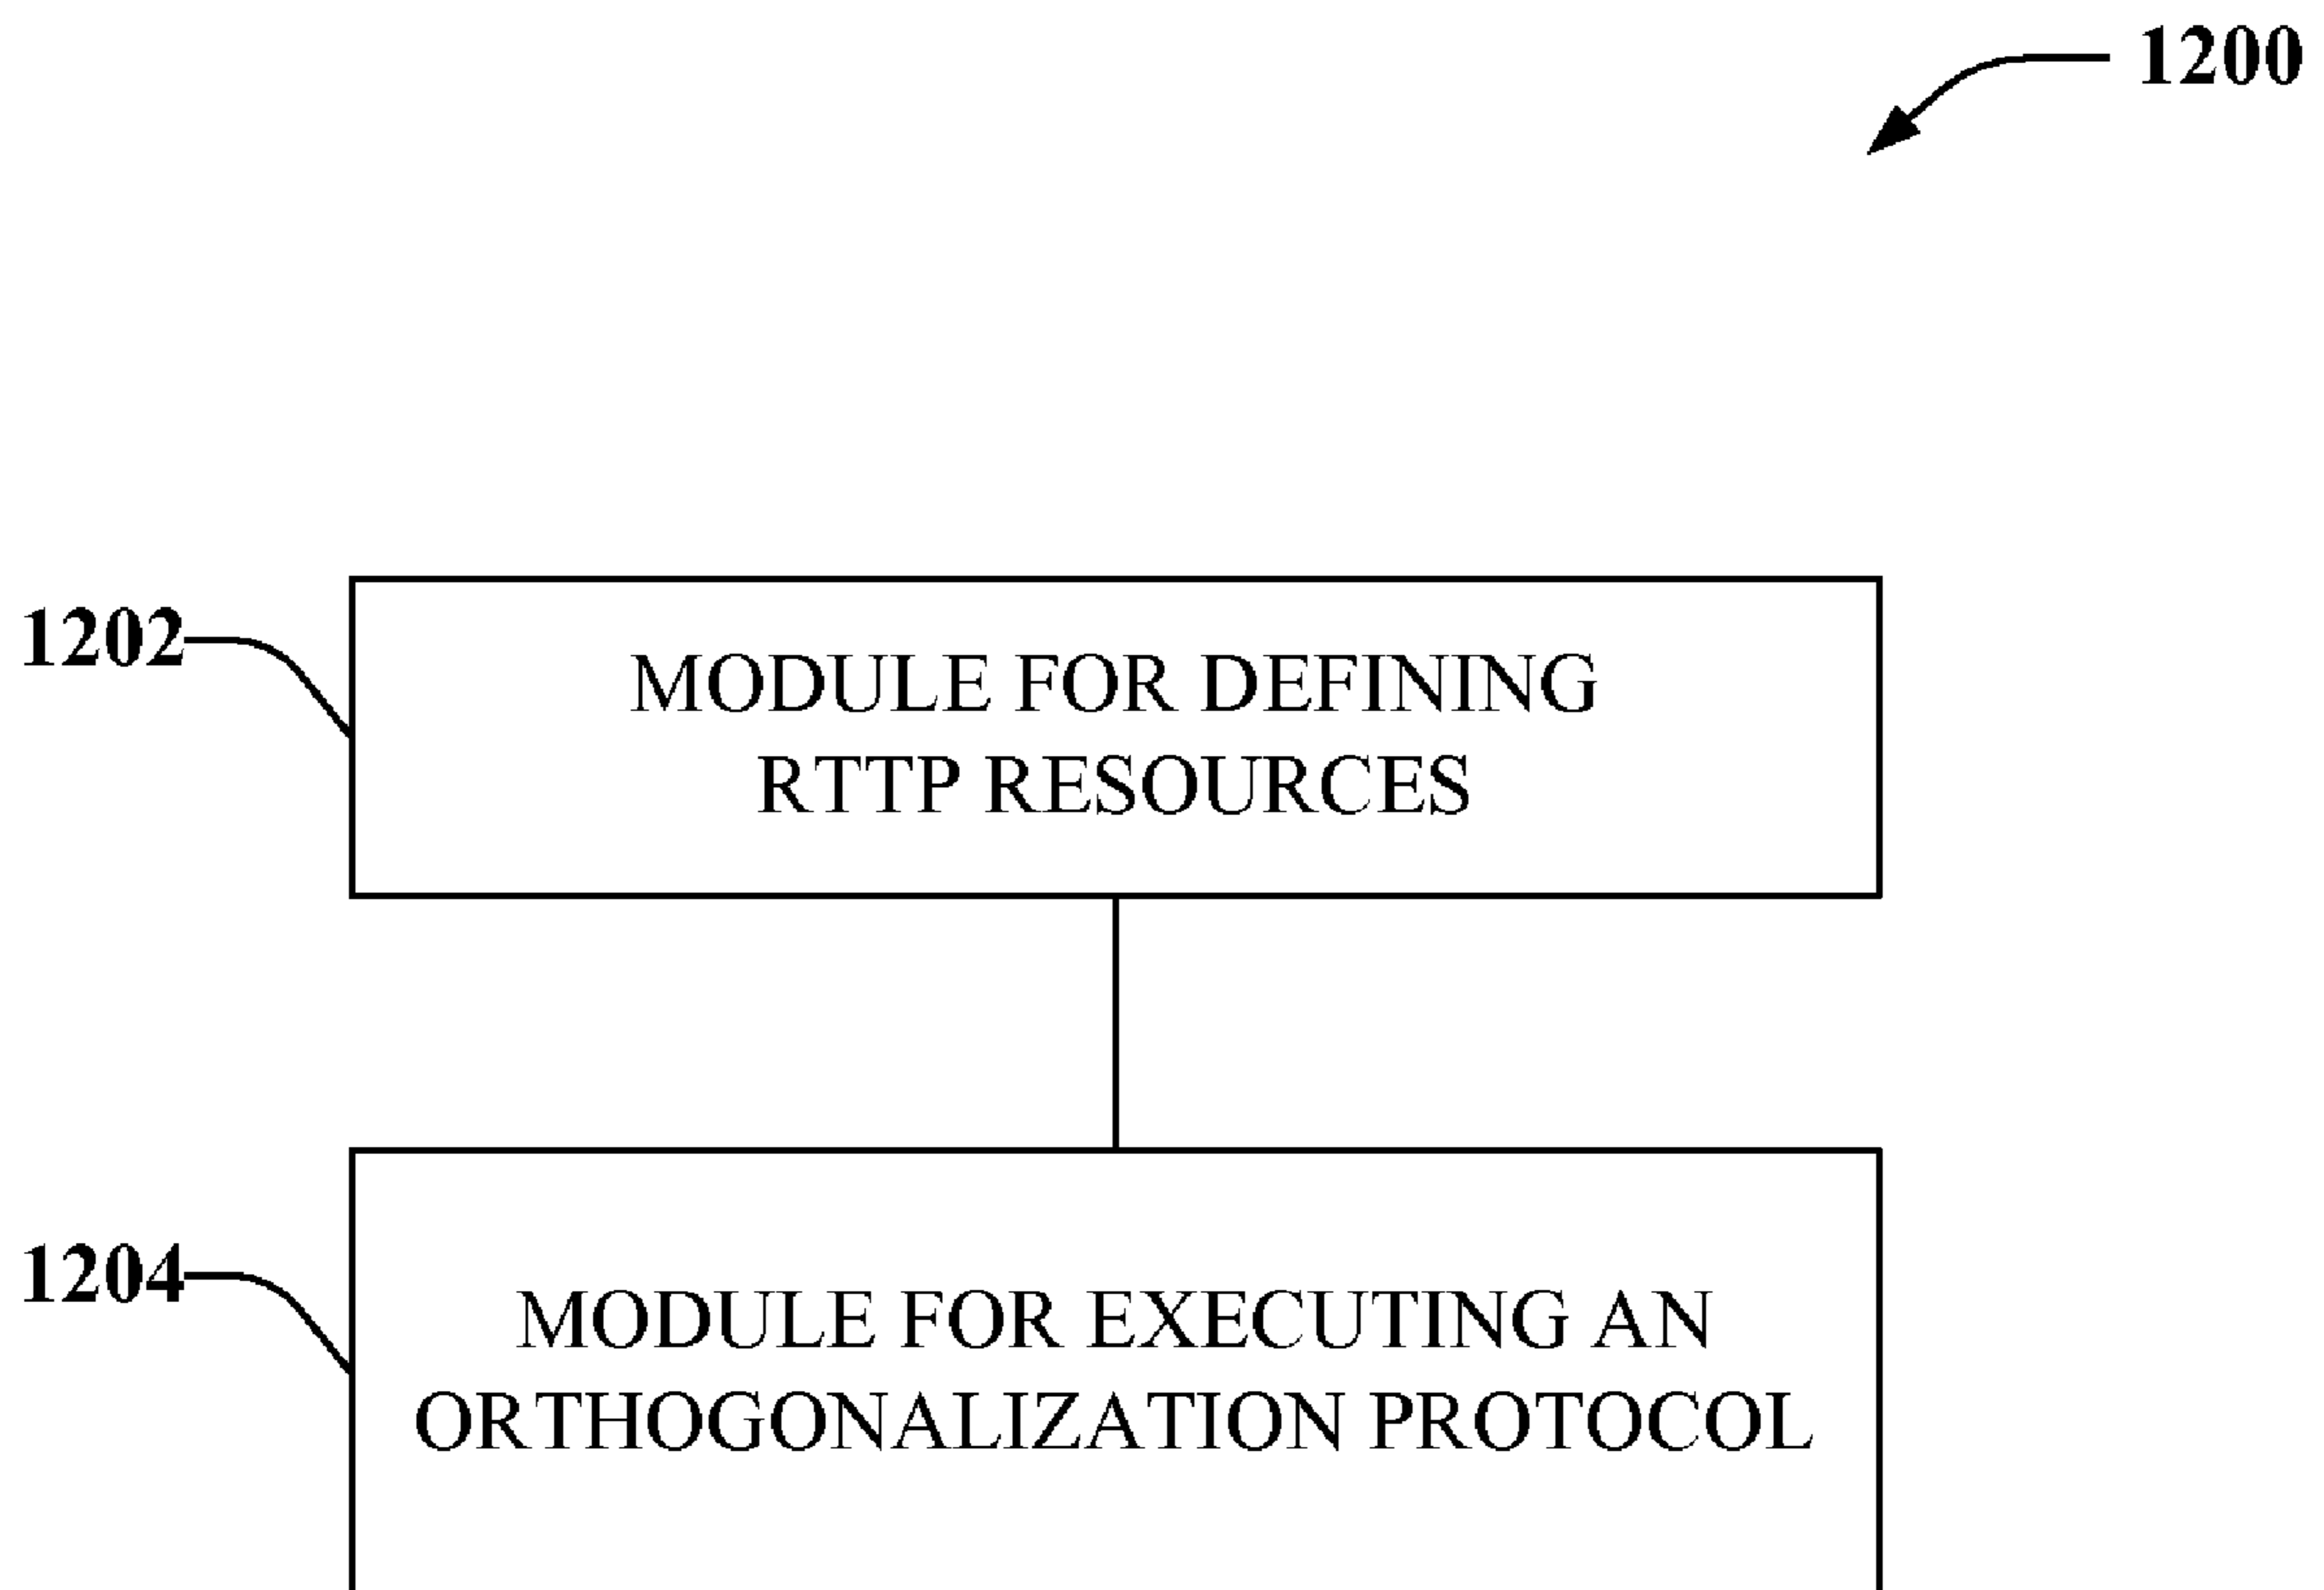 1200
1202
MODULE FOR DEFINING
RTTP RESOURCES
1204
MODULE FOR EXECUTING AN
ORTHOGONALIZATION PROTOCOL